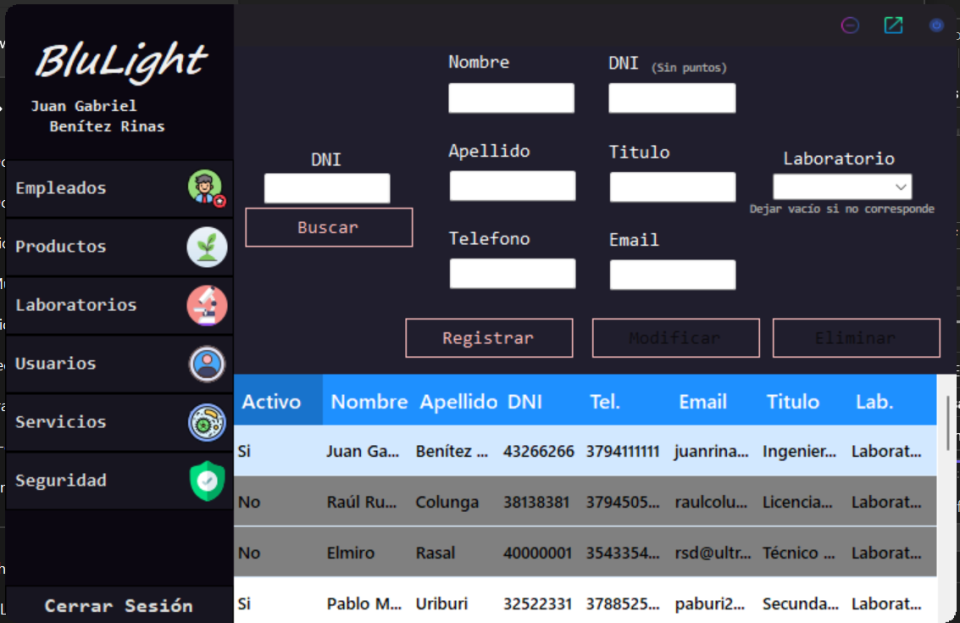 BluLight
Juan Gabriel
Benítez Rinas
Empleados
Productos
Laboratorios
Usuarios
Servicios
Seguridad
Cerrar Sesión
DNI
Buscar
Nombre
DNI (Sin puntos)
Apellido
Titulo
Laboratorio
Dejar vacío si no corresponde
Telefono
Email
Registrar
Modificar
Eliminar
Activo Nombre Apellido DNI Tel. Email Titulo Lab.
Si Juan Ga... Benítez ... 43266266 3794111111 juanrina... Ingenier... Laborat...
No Raúl Ru... Colunga 38138381 3794505... raulcolu... Licencia... Laborat...
No Elmiro Rasal 40000001 3543354... rsd@ultr... Técnico ... Laborat...
Si Pablo M... Uriburi 32522331 3788525... paburi2... Secunda... Laborat...